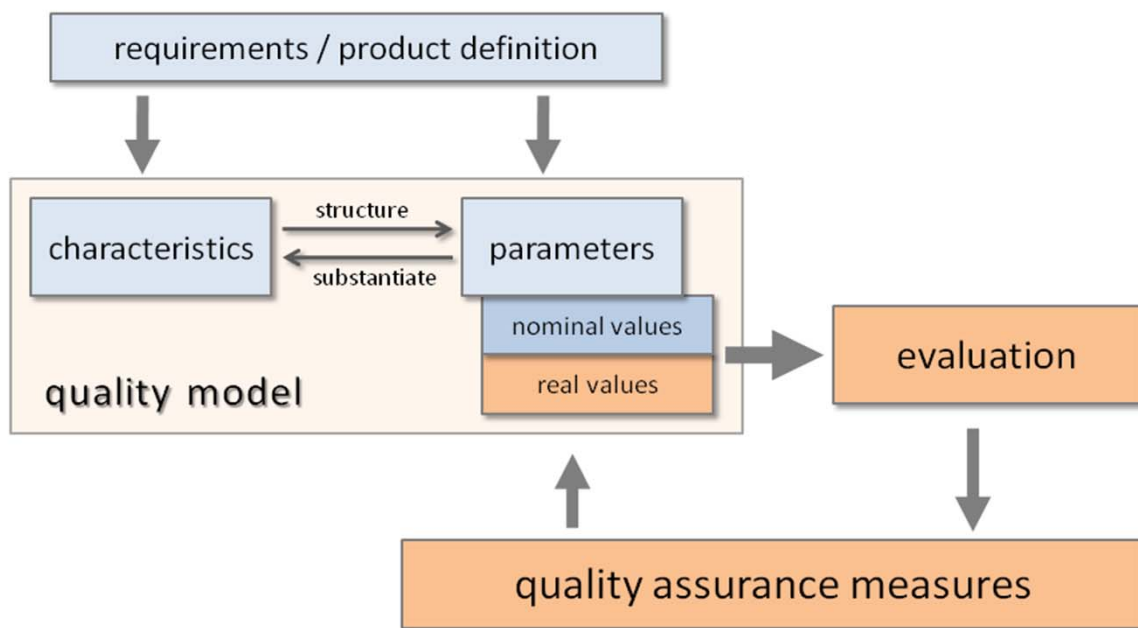 requirements / product definition
characteristics
structure
substantiate
parameters
nominal values
real values
quality model
evaluation
quality assurance measures